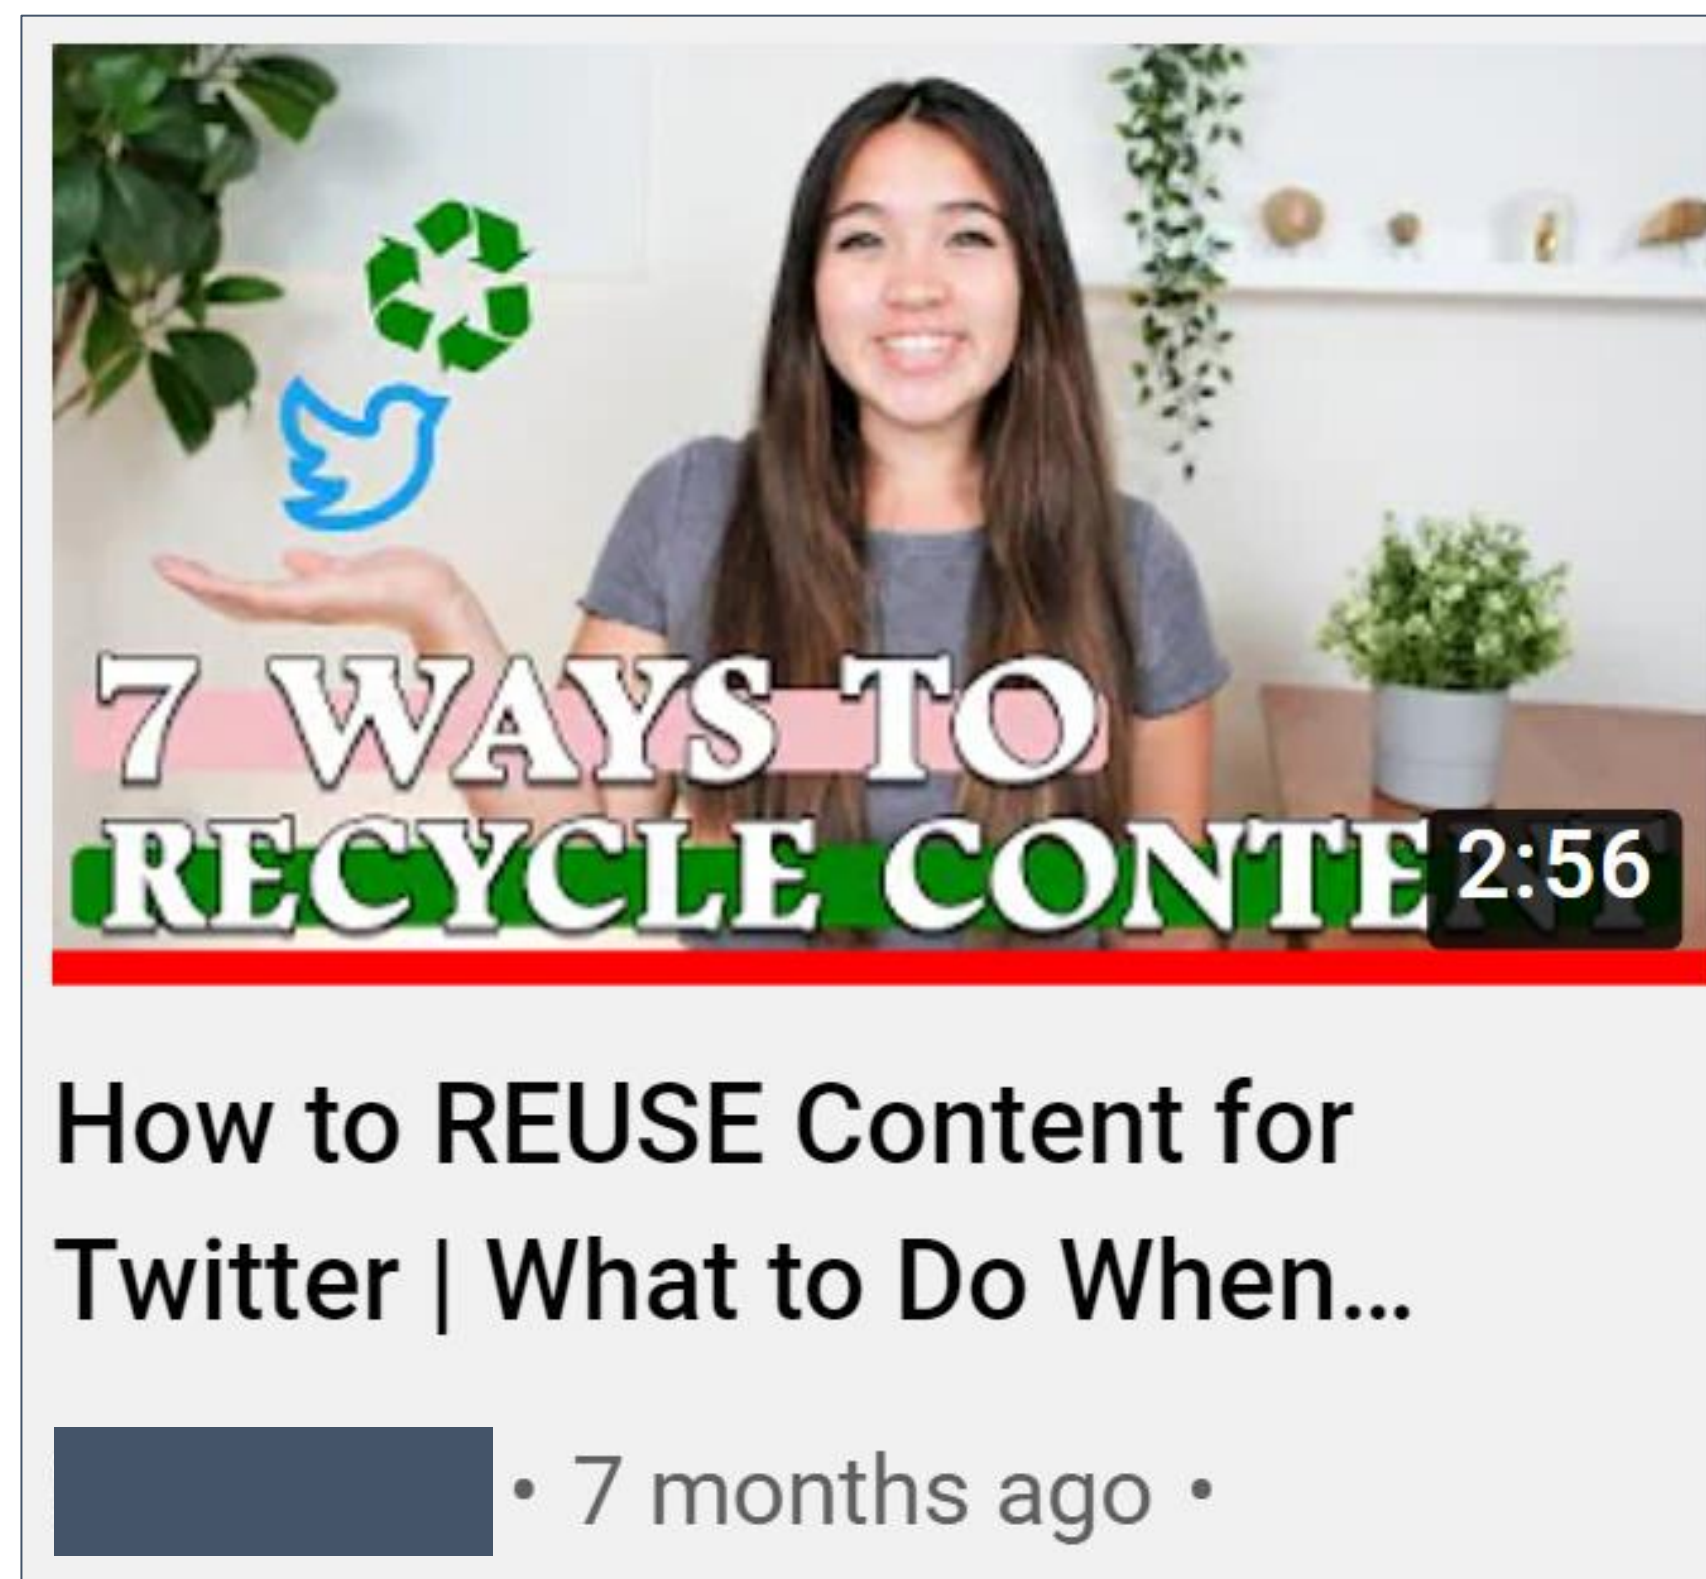 7 WAYS TO
RECYCLE CONTENT
2:56
How to REUSE Content for
Twitter | What to Do When...
• 7 months ago •